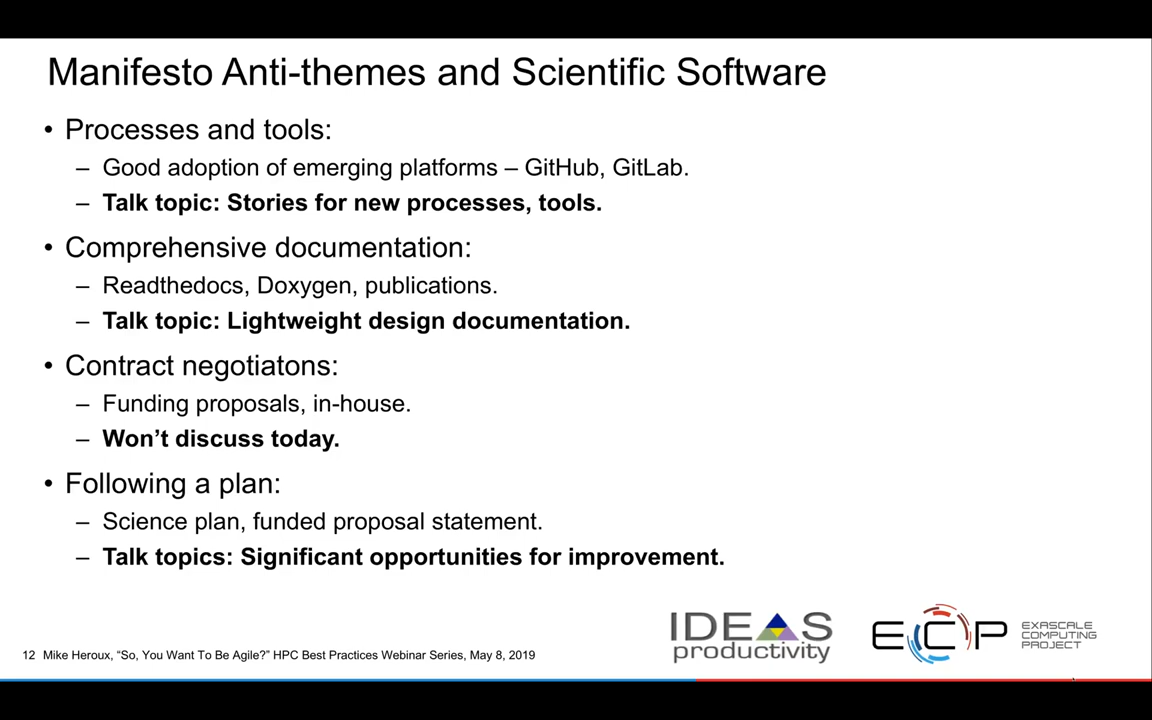 Manifesto Anti-themes and Scientific Software
• Processes and tools:
– Good adoption of emerging platforms – GitHub, GitLab.
– Talk topic: Stories for new processes, tools.
• Comprehensive documentation:
– Readthedocs, Doxygen, publications.
– Talk topic: Lightweight design documentation.
• Contract negotiatons:
– Funding proposals, in-house.
– Won’t discuss today.
• Following a plan:
– Science plan, funded proposal statement.
– Talk topics: Significant opportunities for improvement.
IDEAS
productivity
ECP
EXASCALE
COMPUTING
PROJECT
12 Mike Heroux, “So, You Want To Be Agile?” HPC Best Practices Webinar Series, May 8, 2019